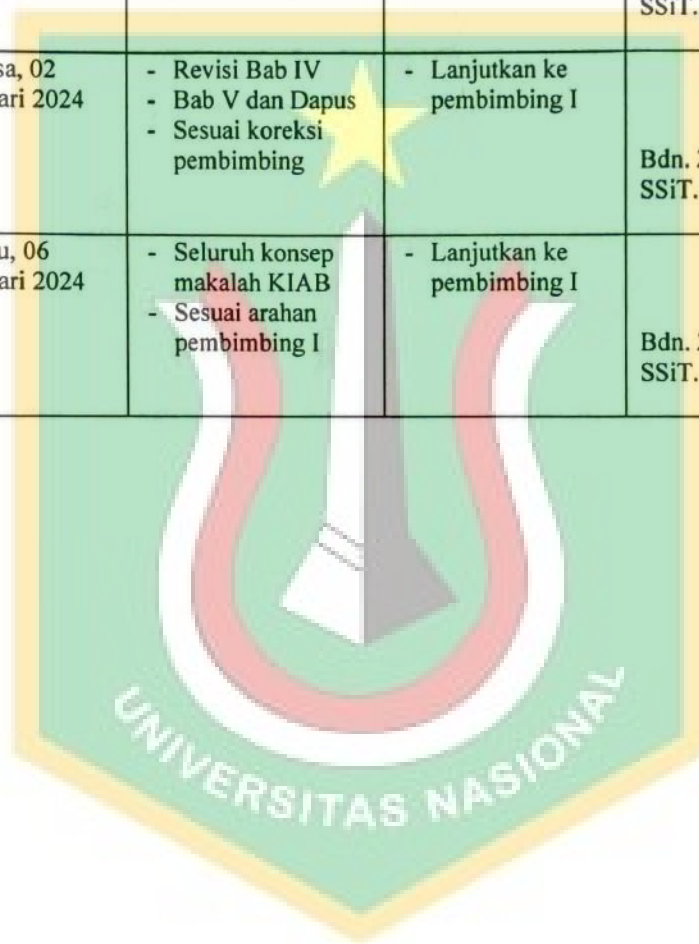 SSiT.
sa, 02
ari 2024
- Revisi Bab IV
- Bab V dan Dapus
- Sesuai koreksi
pembimbing
- Lanjutkan ke
pembimbing I
Bdn.
SSiT.
u, 06
ari 2024
- Seluruh konsep
makalah KIAB
- Sesuai arahan
pembimbing I
- Lanjutkan ke
pembimbing I
Bdn.
SSiT.
UNIVERSITAS NASIONAL